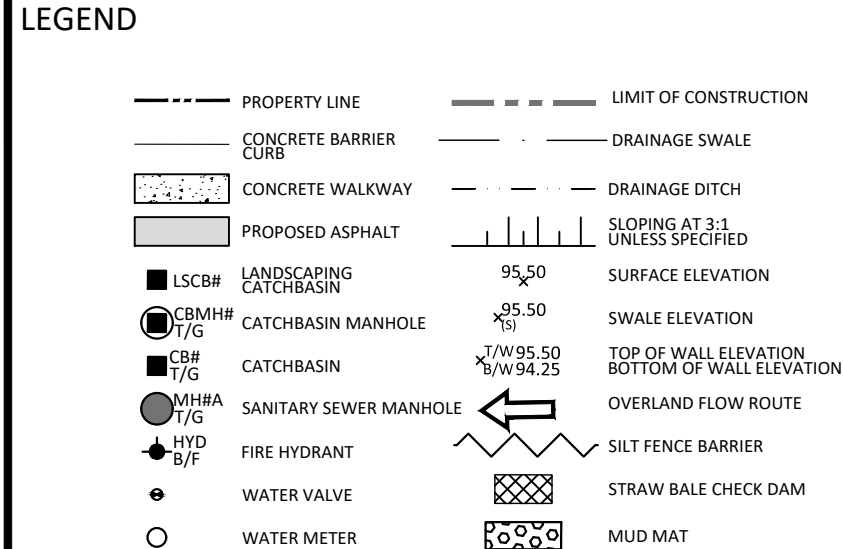 LEGEND
PROPERTY LINE
CONCRETE BARRIER
CURB
CONCRETE WALKWAY
PROPOSED ASPHALT
LSCB#
LANDSCAPING
CATCHBASIN
CBMH#
T/G
CATCHBASIN MANHOLE
CB#
T/G
CATCHBASIN
MH#A
T/G
SANITARY SEWER MANHOLE
HYD
B/F
FIRE HYDRANT
WATER VALVE
WATER METER
LIMIT OF CONSTRUCTION
DRAINAGE SWALE
DRAINAGE DITCH
SLOPING AT 3:1
UNLESS SPECIFIED
95.50
SURFACE ELEVATION
95.50
(S)
SWALE ELEVATION
T/W 95.50
B/W 94.25
TOP OF WALL ELEVATION
BOTTOM OF WALL ELEVATION
OVERLAND FLOW ROUTE
SILT FENCE BARRIER
STRAW BALE CHECK DAM
MUD MAT